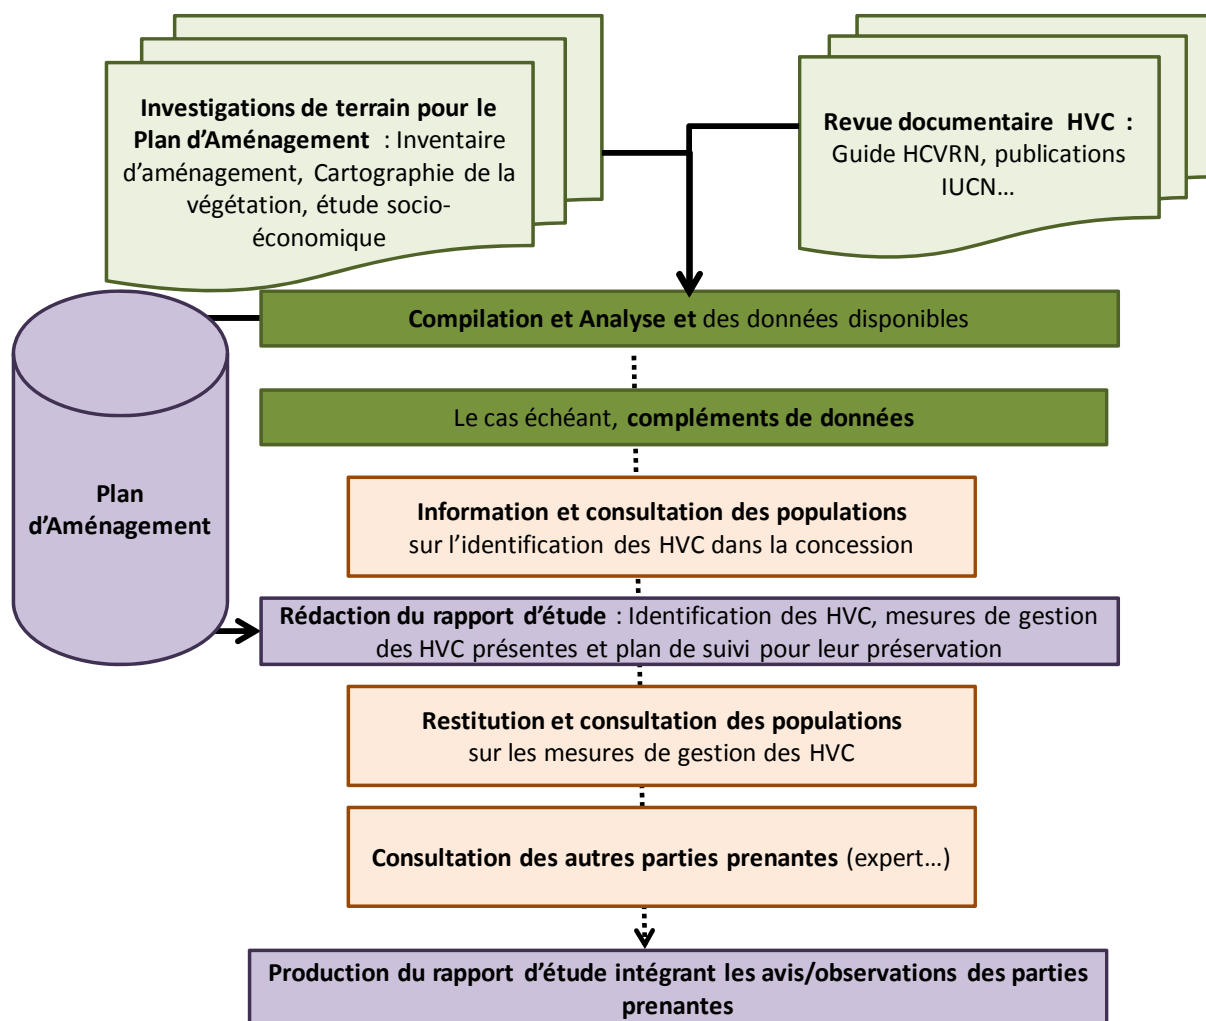 Investigations de terrain pour le
Plan d’Aménagement : Inventaire
d’aménagement, Cartographie de la
végétation, étude socio-
économique
Revue documentaire HVC :
Guide HCVRN, publications
IUCN…
Compilation et Analyse et des données disponibles
Le cas échéant, compléments de données
Plan
d’Aménagement
Information et consultation des populations
sur l’identification des HVC dans la concession
Rédaction du rapport d’étude : Identification des HVC, mesures de gestion
des HVC présentes et plan de suivi pour leur préservation
Restitution et consultation des populations
sur les mesures de gestion des HVC
Consultation des autres parties prenantes (expert…)
Production du rapport d’étude intégrant les avis/observations des parties
prenantes